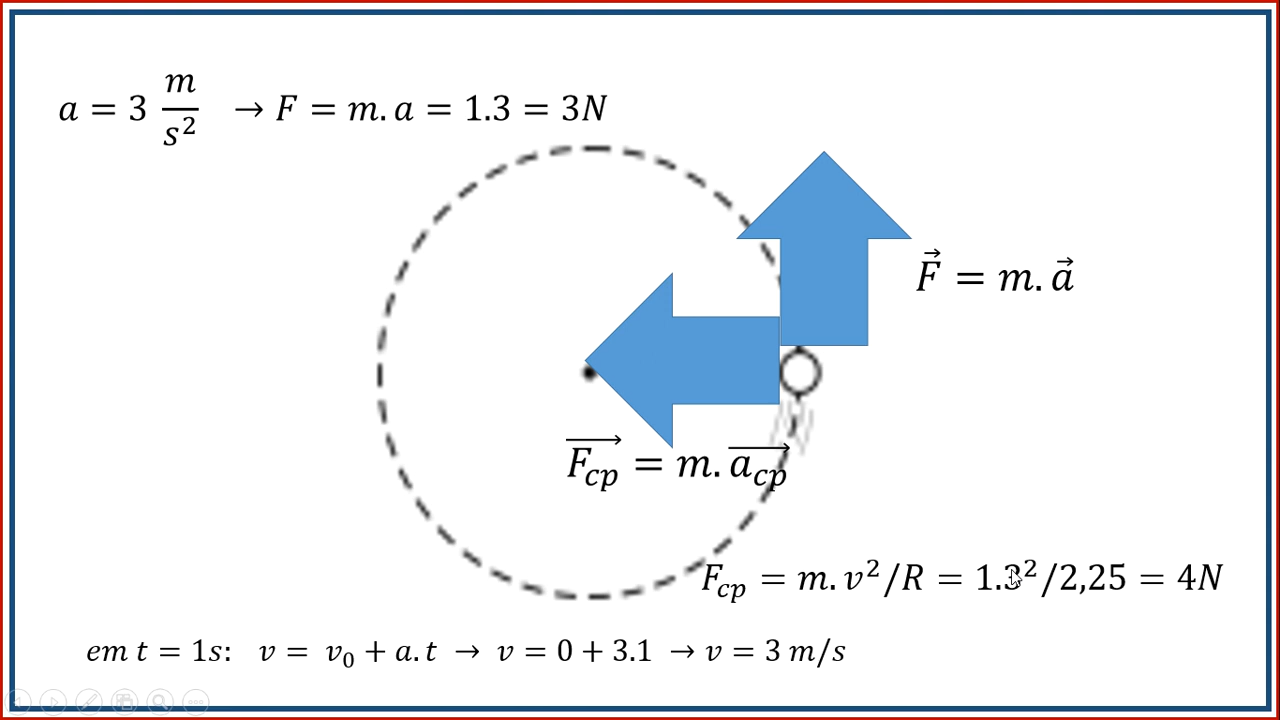 a = 3 m/s² → F = m.a = 1.3 = 3N
F⃗ = m.a⃗
F⃗cp = m.a⃗cp
Fcp = m.v²/R = 1.3²/2,25 = 4N
em t = 1s: v = v₀ + a.t → v = 0 + 3.1 → v = 3 m/s